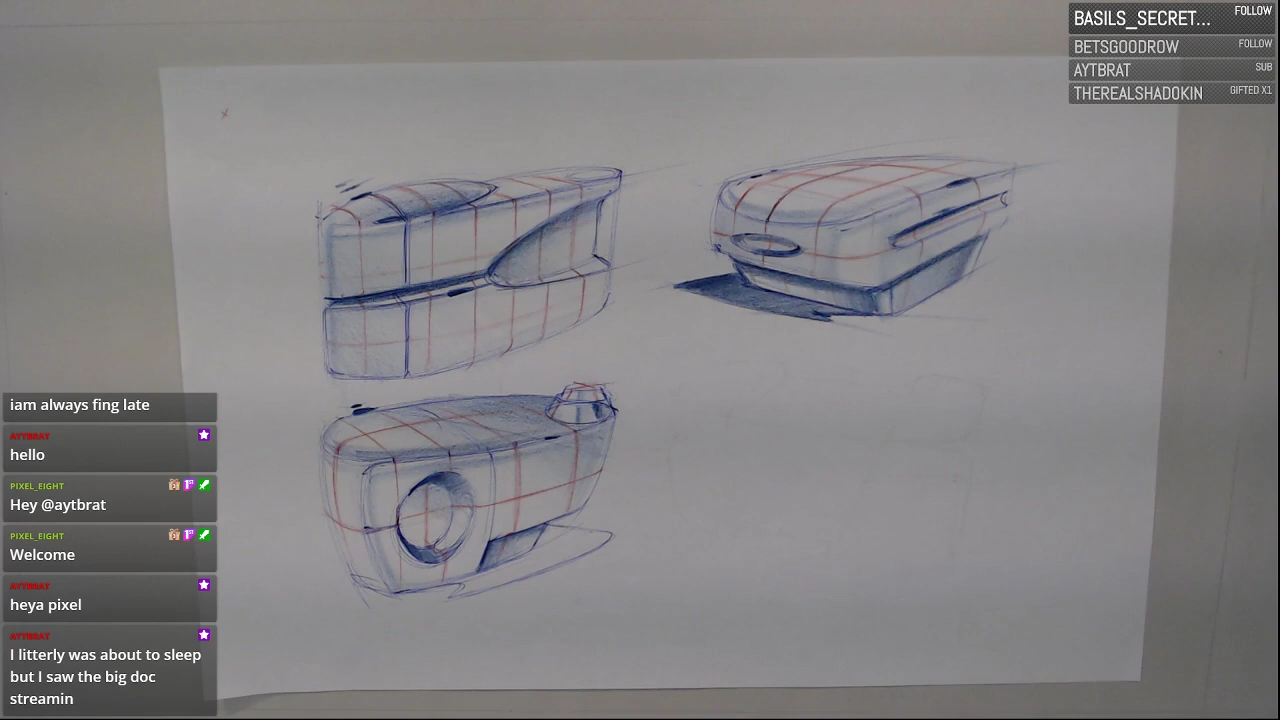 BASILS_SECRET... FOLLOW
BETSGOODROW FOLLOW
AYTBRAT SUB
THEREALSHADOKIN GIFTED X1
iam always fing late
AYTBRAT
hello
PIXEL_EIGHT
Hey @aytbrat
PIXEL_EIGHT
Welcome
AYTBRAT
heya pixel
AYTBRAT
I litterly was about to sleep
but I saw the big doc
streamin